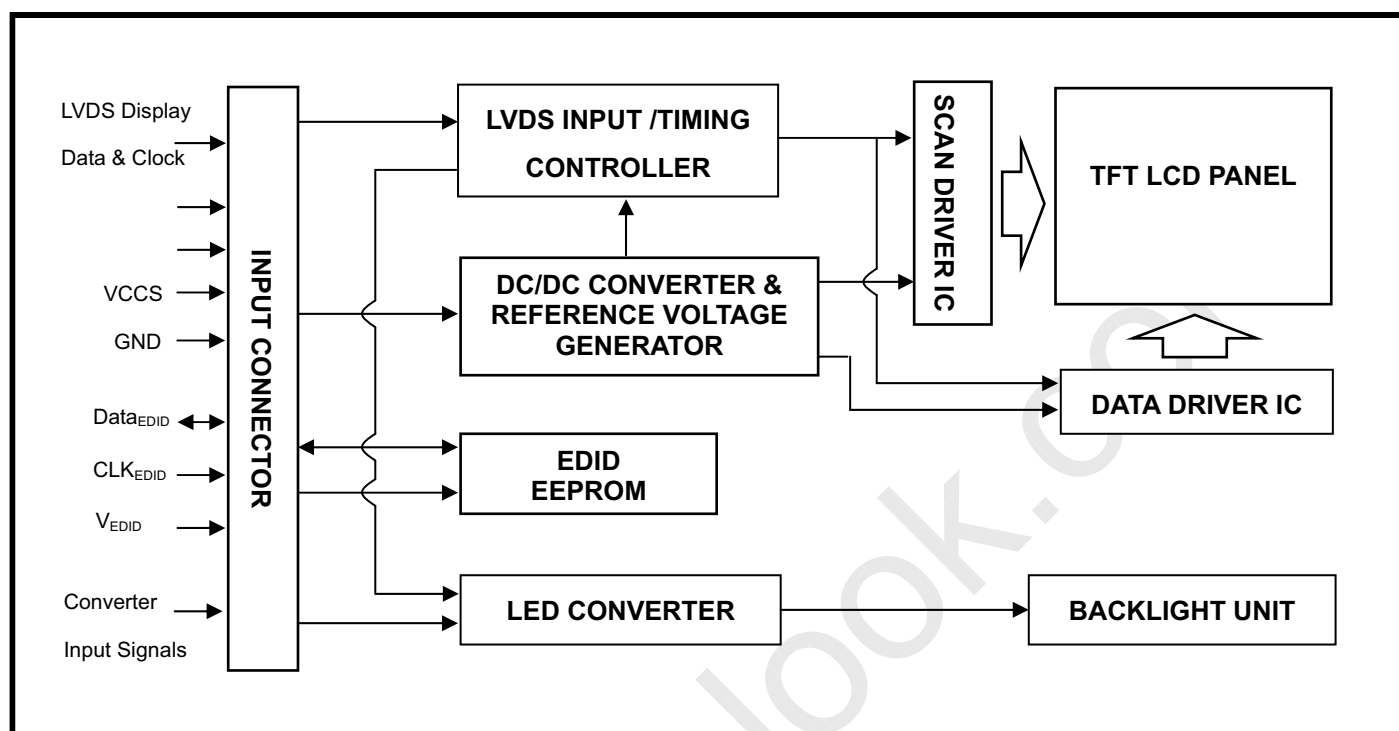 LVDS Display
Data & Clock
VCCS
GND
DataEDID
CLKEDID
VEDID
Converter
Input Signals
INPUT CONNECTOR
LVDS INPUT /TIMING
CONTROLLER
DC/DC CONVERTER &
REFERENCE VOLTAGE
GENERATOR
EDID
EEPROM
LED CONVERTER
SCAN DRIVER IC
TFT LCD PANEL
DATA DRIVER IC
BACKLIGHT UNIT